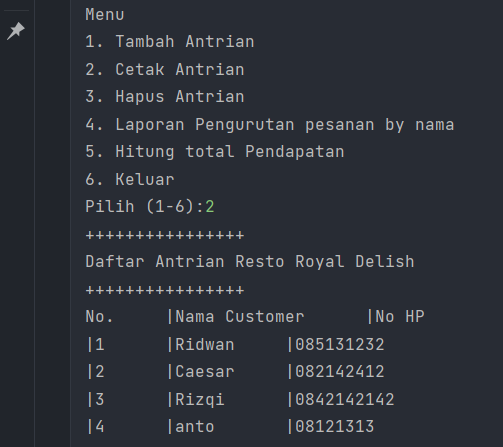 Menu
1. Tambah Antrian
2. Cetak Antrian
3. Hapus Antrian
4. Laporan Pengurutan pesanan by nama
5. Hitung total Pendapatan
6. Keluar
Pilih (1-6):2
++++++++++++++++
Daftar Antrian Resto Royal Delish
++++++++++++++++
No.     |Nama Customer      |No HP
|1      |Ridwan     |085131232
|2      |Caesar     |082142412
|3      |Rizqi      |0842142142
|4      |anto       |08121313